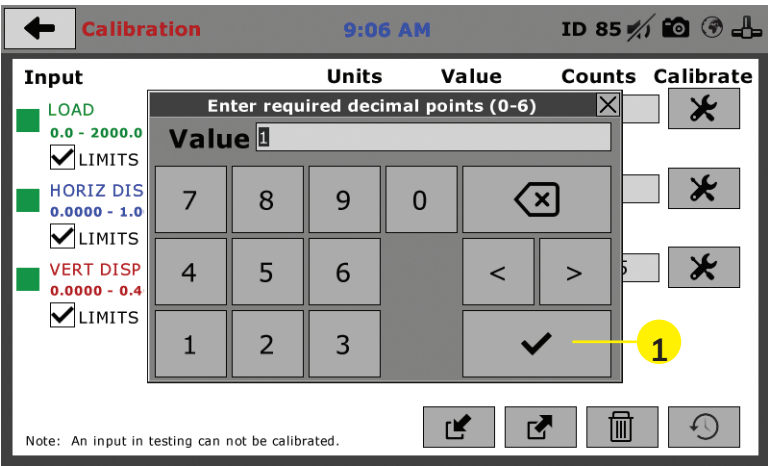 Calibration 9:06 AM ID 85
Input Units Value Counts Calibrate
Enter required decimal points (0-6)
Value 1
LOAD
0.0 - 2000.0
LIMITS
HORIZ DIS
0.0000 - 1.0
LIMITS
VERT DISP
0.0000 - 0.4
LIMITS
7 8 9 0
4 5 6 < >
1 2 3
1
Note: An input in testing can not be calibrated.